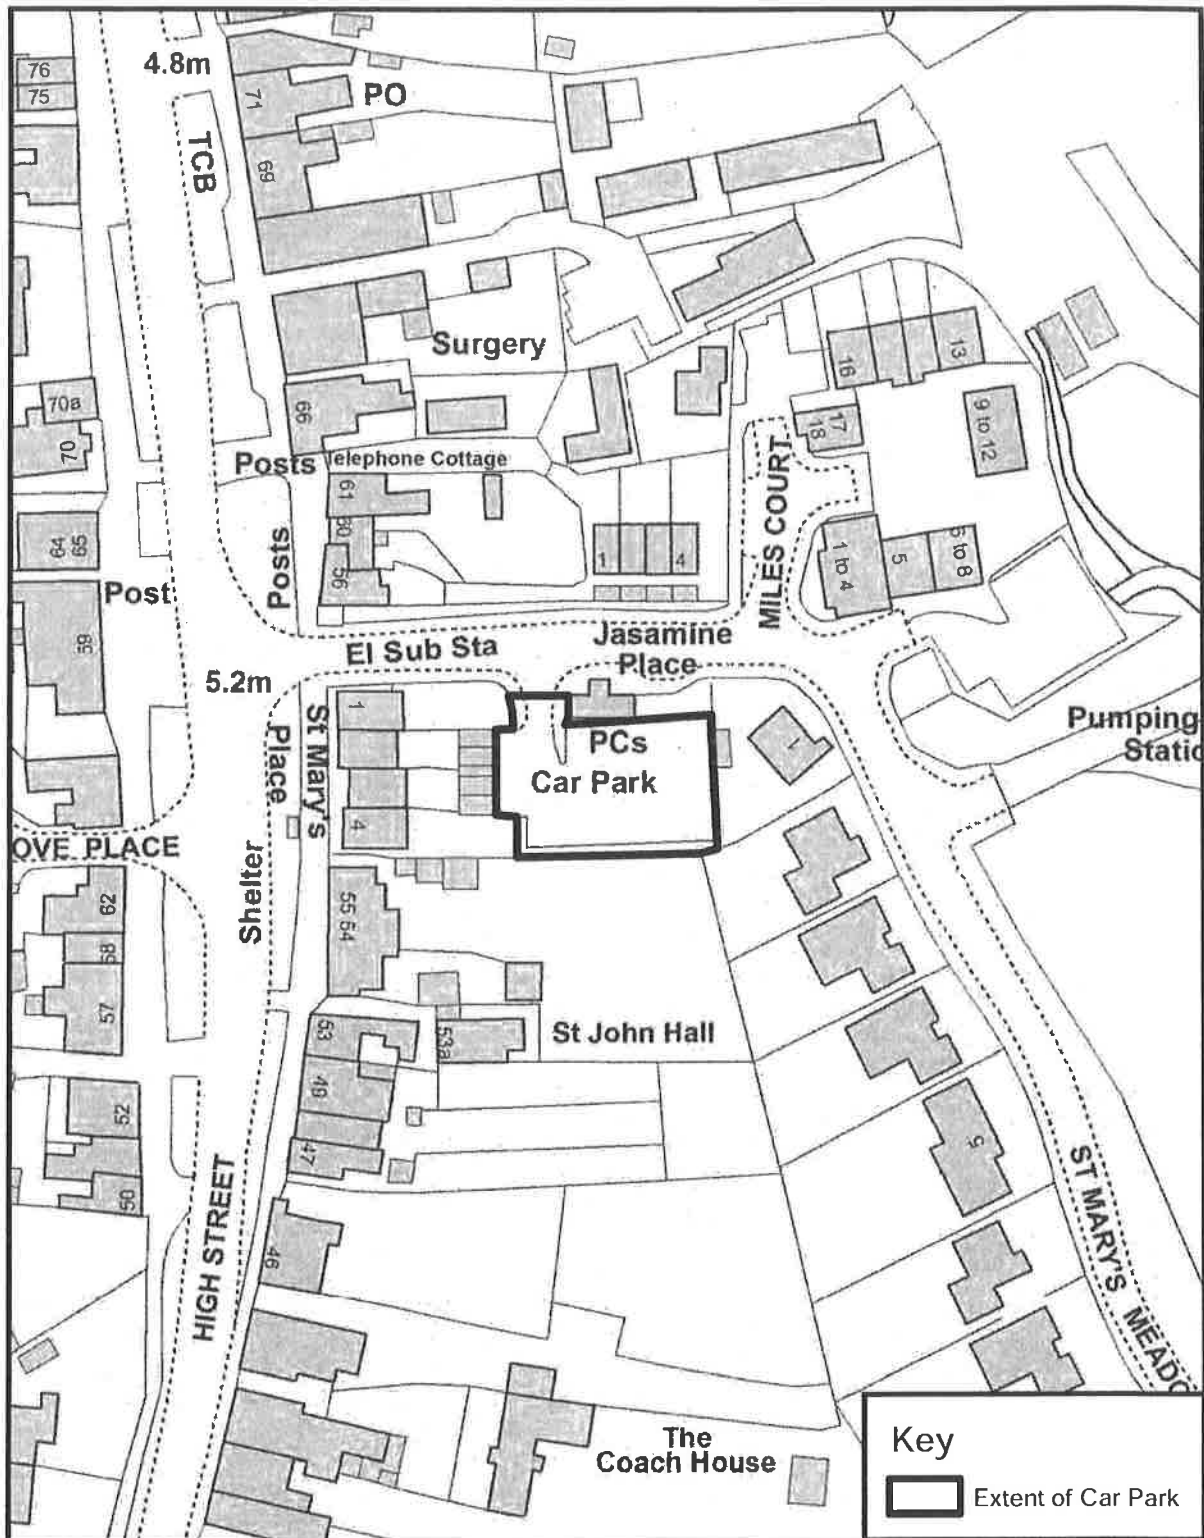 4.8m
76
75
71
PO
TCB
69
Surgery
16
13
70a
66
17
18
9 to 12
70
Posts
Telephone Cottage
MILES COURT
61
64
65
60
Posts
1
4
1 to 4
5
6 to 8
56
Post
59
El Sub Sta
Jasamine
Place
5.2m
1
St Mary's
Place
PCs
Car Park
1
Pumping
Static
4
OVE PLACE
Shelter
62
58
55 54
57
53
53a
St John Hall
49
52
47
50
5
HIGH STREET
46
ST MARY'S MEADO
The
Coach House
Key
Extent of Car Park